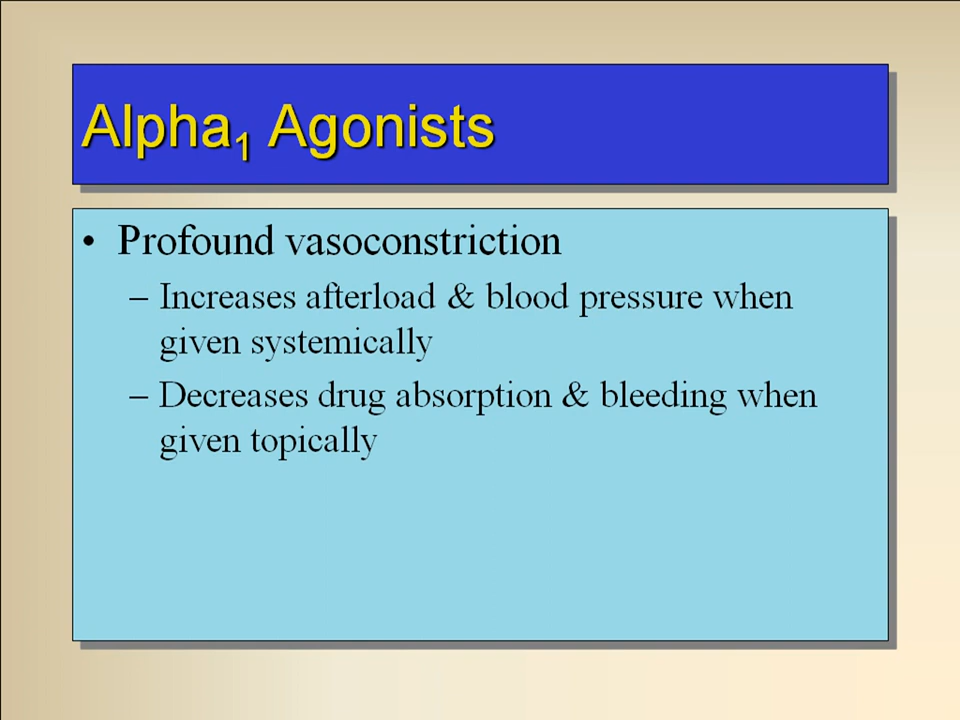 Alpha₁ Agonists
• Profound vasoconstriction
– Increases afterload & blood pressure when
given systemically
– Decreases drug absorption & bleeding when
given topically